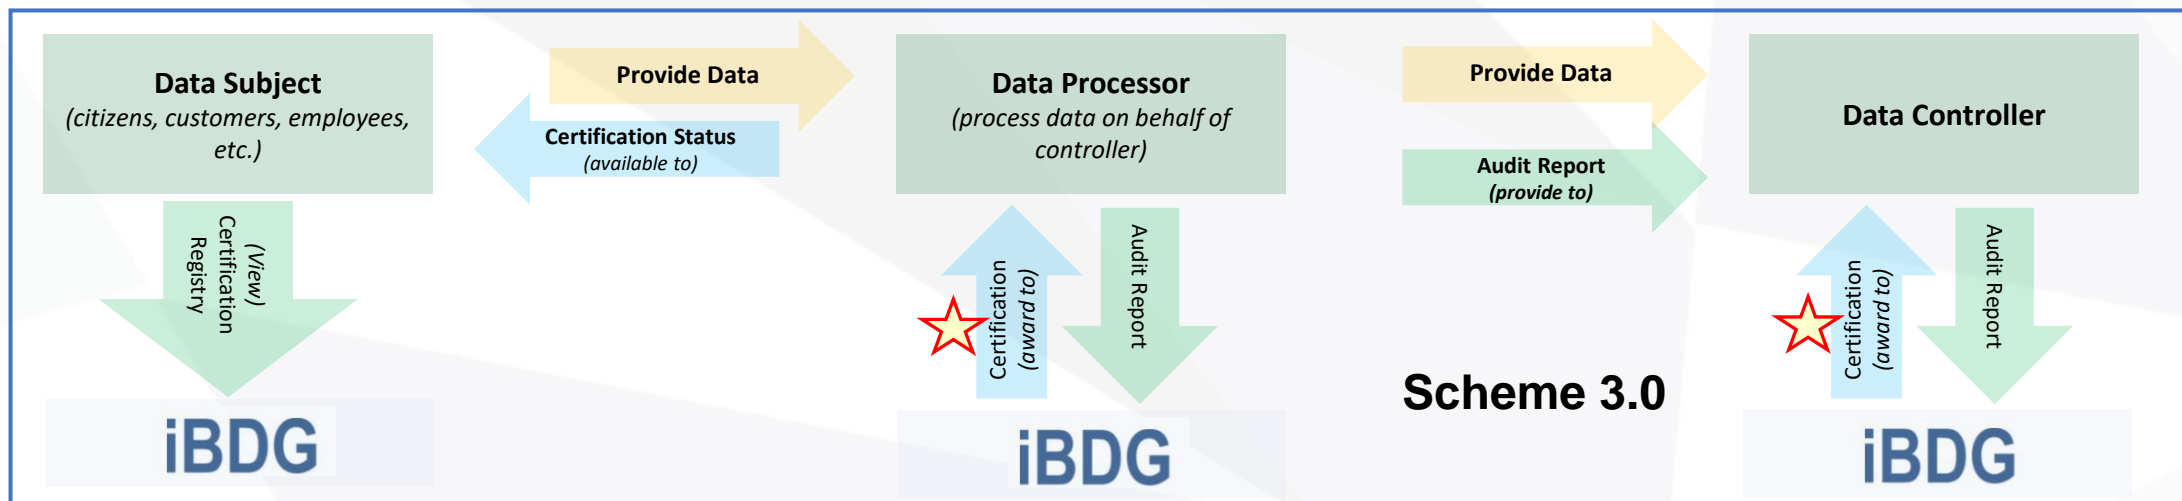 Data Subject
(citizens, customers, employees,
etc.)
Provide Data
Certification Status
(available to)
Data Processor
(process data on behalf of
controller)
Provide Data
Audit Report
(provide to)
Data Controller
(View)
Certification
Registry
Certification
(award to)
Audit Report
Certification
(award to)
Audit Report
Scheme 3.0
iBDG
iBDG
iBDG